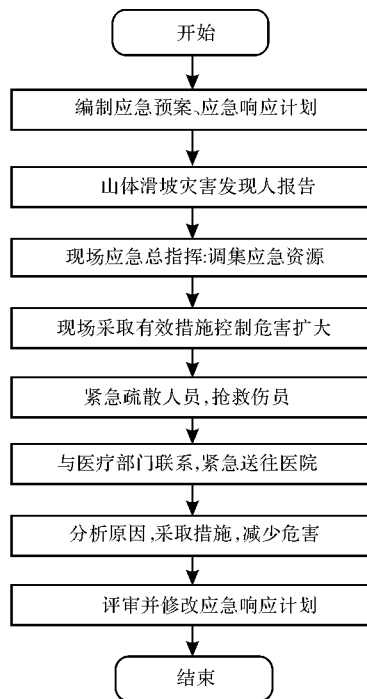 开始
编制应急预案、应急响应计划
山体滑坡灾害发现人报告
现场应急总指挥:调集应急资源
现场采取有效措施控制危害扩大
紧急疏散人员,抢救伤员
与医疗部门联系,紧急送往医院
分析原因,采取措施,减少危害
评审并修改应急响应计划
结束